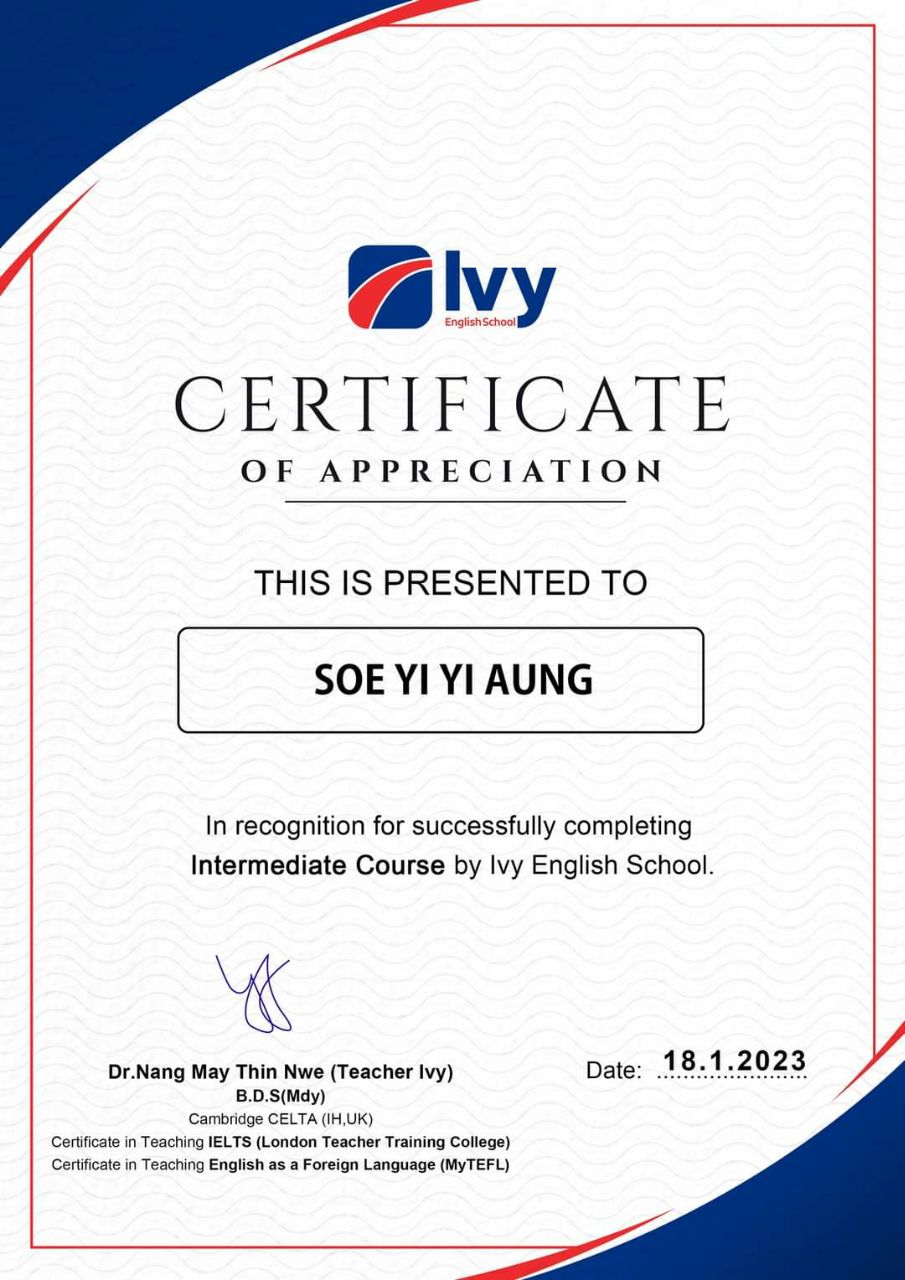 Ivy
English School
CERTIFICATE
OF APPRECIATION
THIS IS PRESENTED TO
SOE YI YI AUNG
In recognition for successfully completing
Intermediate Course by Ivy English School.
Dr.Nang May Thin Nwe (Teacher Ivy)
B.D.S(Mdy)
Cambridge CELTA (IH,UK)
Certificate in Teaching IELTS (London Teacher Training College)
Certificate in Teaching English as a Foreign Language (MyTEFL)
Date: 18.1.2023